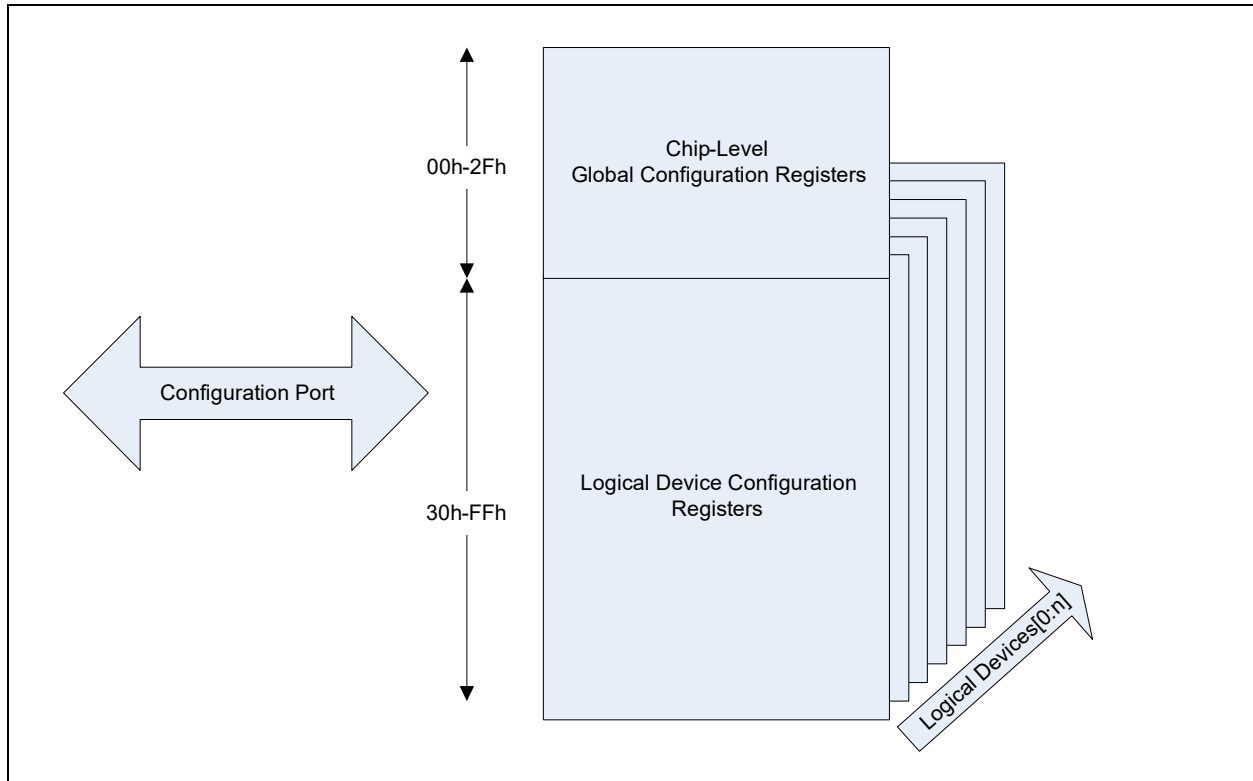 Chip-Level
Global Configuration Registers
00h-2Fh
Configuration Port
Logical Device Configuration
Registers
30h-FFh
Logical Devices[0:n]